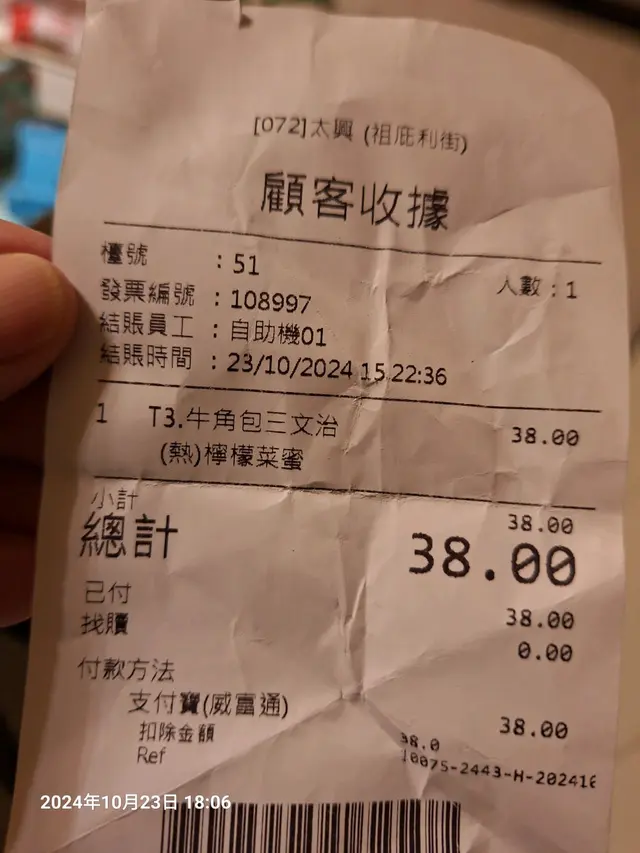 [072]太興 (祖庇利街)
顧客收據
檯號 : 51 人數 : 1
發票編號 : 108997
結賬員工 : 自助機01
結賬時間 : 23/10/2024 15:22:36
1 T3.牛角包三文治 38.00
(熱)檸檬菜蜜
小計 38.00
總計 38.00
已付 38.00
找贖 0.00
付款方法
支付寶(威富通) 38.00
扣除金額 38.0
Ref 10075-2443-H-202410
2024年10月23日 18:06